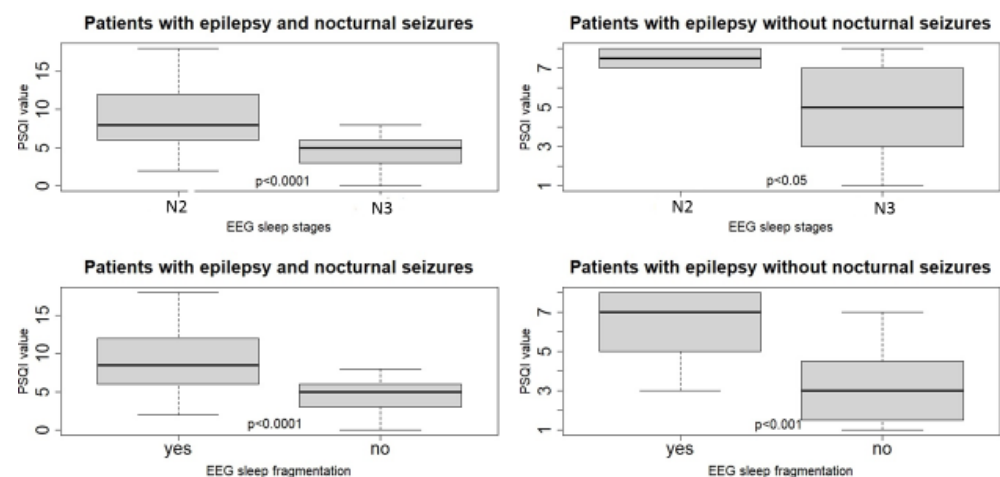 Patients with epilepsy and nocturnal seizures
PSQI value
15
10
5
0
p<0.0001
N2 N3
EEG sleep stages
Patients with epilepsy without nocturnal seizures
PSQI value
7
5
3
1
p<0.05
N2 N3
EEG sleep stages
Patients with epilepsy and nocturnal seizures
PSQI value
15
10
5
0
p<0.0001
yes no
EEG sleep fragmentation
Patients with epilepsy without nocturnal seizures
PSQI value
7
5
3
1
p<0.001
yes no
EEG sleep fragmentation